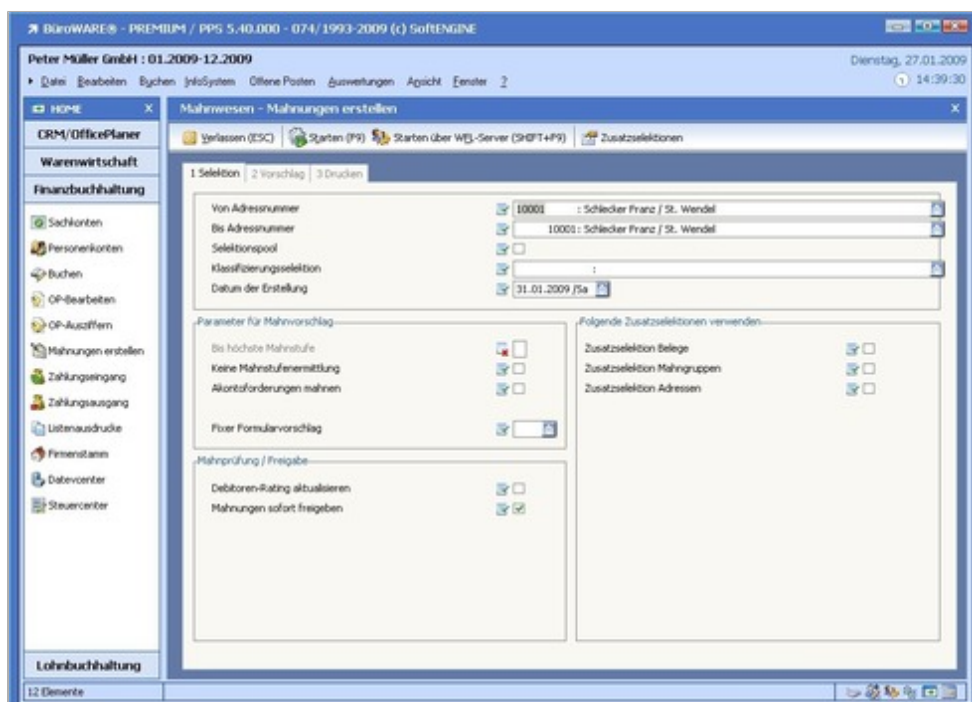 BüroWARE® - PREMIUM / PPS 5.40.000 - 074/1993-2009 (c) SoftENGINE
Peter Müller GmbH : 01.2009-12.2009
Dienstag, 27.01.2009
Datei Bearbeiten Buchen InfoSystem Offene Posten Auswertungen Ansicht Fenster ?
14:39:30
HOME X
Mahnwesen - Mahnungen erstellen X
CRM/OfficePlaner
Warenwirtschaft
Finanzbuchhaltung
Sachkonten
Personenkonten
Buchen
OP-Bearbeiten
OP-Ausziffern
Mahnungen erstellen
Zahlungseingang
Zahlungsausgang
Listenausdrucke
Firmenstamm
Datevcenter
Steuercenter
Lohnbuchhaltung
12 Elemente
Verlassen (ESC) Starten (F9) Starten über WEL-Server (SHIFT+F9) Zusatzselektionen
1 Selektion 2 Vorschlag 3 Drucken
Von Adressnummer 10001 : Schlecker Franz / St. Wendel
Bis Adressnummer 10001: Schlecker Franz / St. Wendel
Selektionspool
Klassifizierungsselektion :
Datum der Erstellung 31.01.2009 /Sa
Parameter für Mahnvorschlag
Bis höchste Mahnstufe
Keine Mahnstufenermittlung
Akontoforderungen mahnen
Fixer Formularvorschlag
Folgende Zusatzselektionen verwenden
Zusatzselektion Belege
Zusatzselektion Mahngruppen
Zusatzselektion Adressen
Mahnprüfung / Freigabe
Debitoren-Rating aktualisieren
Mahnungen sofort freigeben